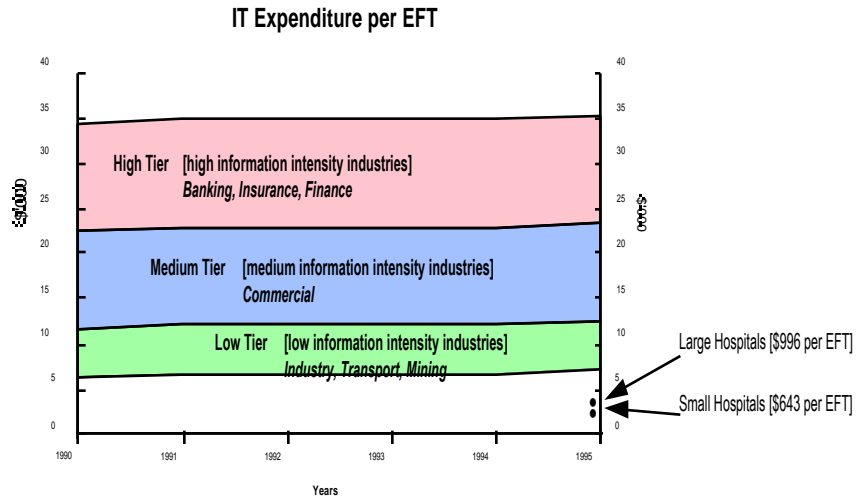 IT Expenditure per EFT
40
35
30
25
20
15
10
5
0
40
35
30
25
20
15
10
5
0
High Tier [high information intensity industries]
Banking, Insurance, Finance
Medium Tier [medium information intensity industries]
Commercial
Low Tier [low information intensity industries]
Industry, Transport, Mining
Large Hospitals [$996 per EFT]
Small Hospitals [$643 per EFT]
1990 1991 1992 1993 1994 1995
Years